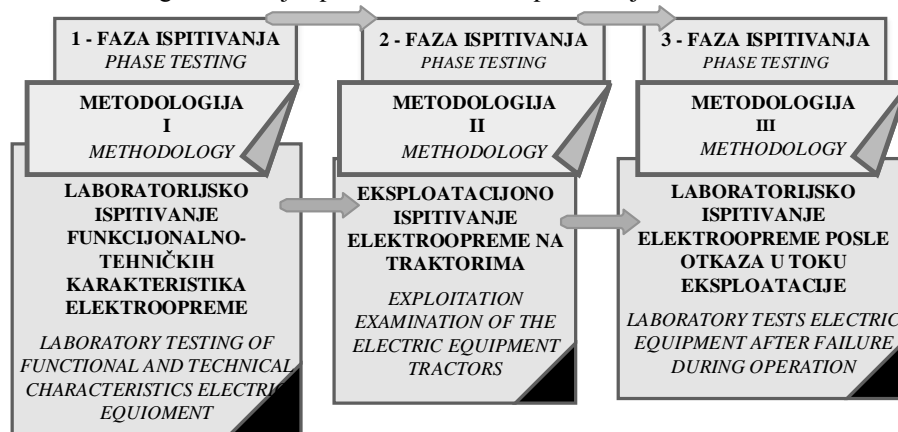 1 - FAZA ISPITIVANJA
PHASE TESTING
METODOLOGIJA
I
METHODOLOGY
LABORATORIJSKO
ISPITIVANJE
FUNKCIJONALNO-
TEHNIČKIH
KARAKTERISTIKA
ELEKTROOPREME
LABORATORY TESTING OF
FUNCTIONAL AND TECHNICAL
CHARACTERISTICS ELECTRIC
EQUIOMENT
2 - FAZA ISPITIVANJA
PHASE TESTING
METODOLOGIJA
II
METHODOLOGY
EKSPLOATACIJONO
ISPITIVANJE
ELEKTROOPREME NA
TRAKTORIMA
EXPLOITATION
EXAMINATION OF THE
ELECTRIC EQUIPMENT
TRACTORS
3 - FAZA ISPITIVANJA
PHASE TESTING
METODOLOGIJA
III
METHODOLOGY
LABORATORIJSKO
ISPITIVANJE
ELEKTROOPREME POSLE
OTKAZA U TOKU
EKSPLOATACIJE
LABORATORY TESTS ELECTRIC
EQUIPMENT AFTER FAILURE
DURING OPERATION